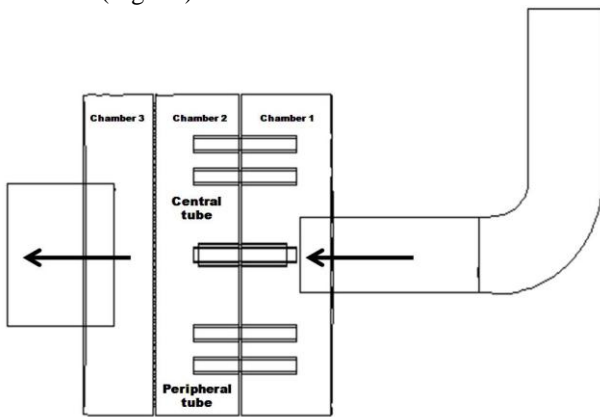 Chamber 3
Chamber 2
Chamber 1
Central
tube
Peripheral
tube